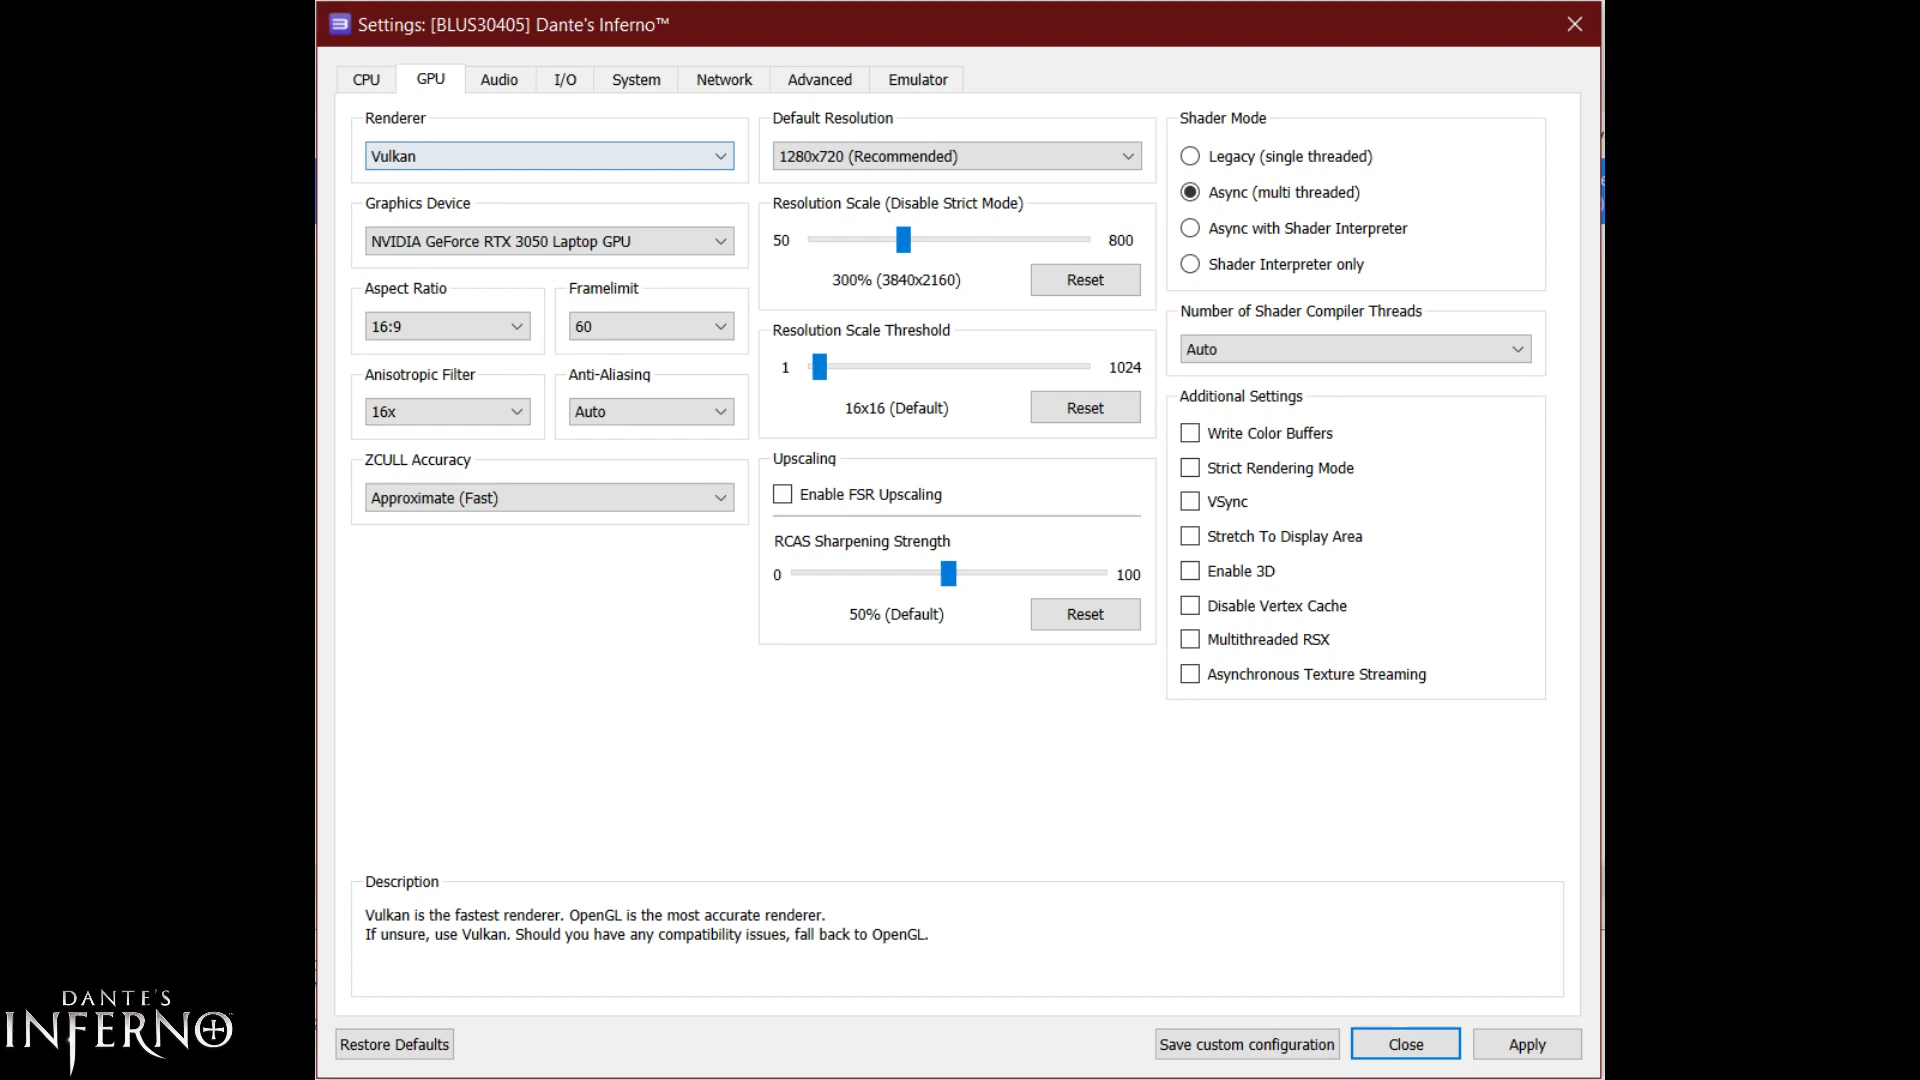 Settings: [BLUS30405] Dante's Inferno™
CPU
GPU
Audio
I/O
System
Network
Advanced
Emulator
Renderer
Vulkan
Graphics Device
NVIDIA GeForce RTX 3050 Laptop GPU
Aspect Ratio
16:9
Framelimit
60
Anisotropic Filter
16x
Anti-Aliasing
Auto
ZCULL Accuracy
Approximate (Fast)
Default Resolution
1280x720 (Recommended)
Resolution Scale (Disable Strict Mode)
50
800
300% (3840x2160)
Reset
Resolution Scale Threshold
1
1024
16x16 (Default)
Reset
Upscaling
Enable FSR Upscaling
RCAS Sharpening Strength
0
100
50% (Default)
Reset
Shader Mode
Legacy (single threaded)
Async (multi threaded)
Async with Shader Interpreter
Shader Interpreter only
Number of Shader Compiler Threads
Auto
Additional Settings
Write Color Buffers
Strict Rendering Mode
VSync
Stretch To Display Area
Enable 3D
Disable Vertex Cache
Multithreaded RSX
Asynchronous Texture Streaming
Description
Vulkan is the fastest renderer. OpenGL is the most accurate renderer.
If unsure, use Vulkan. Should you have any compatibility issues, fall back to OpenGL.
DANTE'S
INFERNO
Restore Defaults
Save custom configuration
Close
Apply